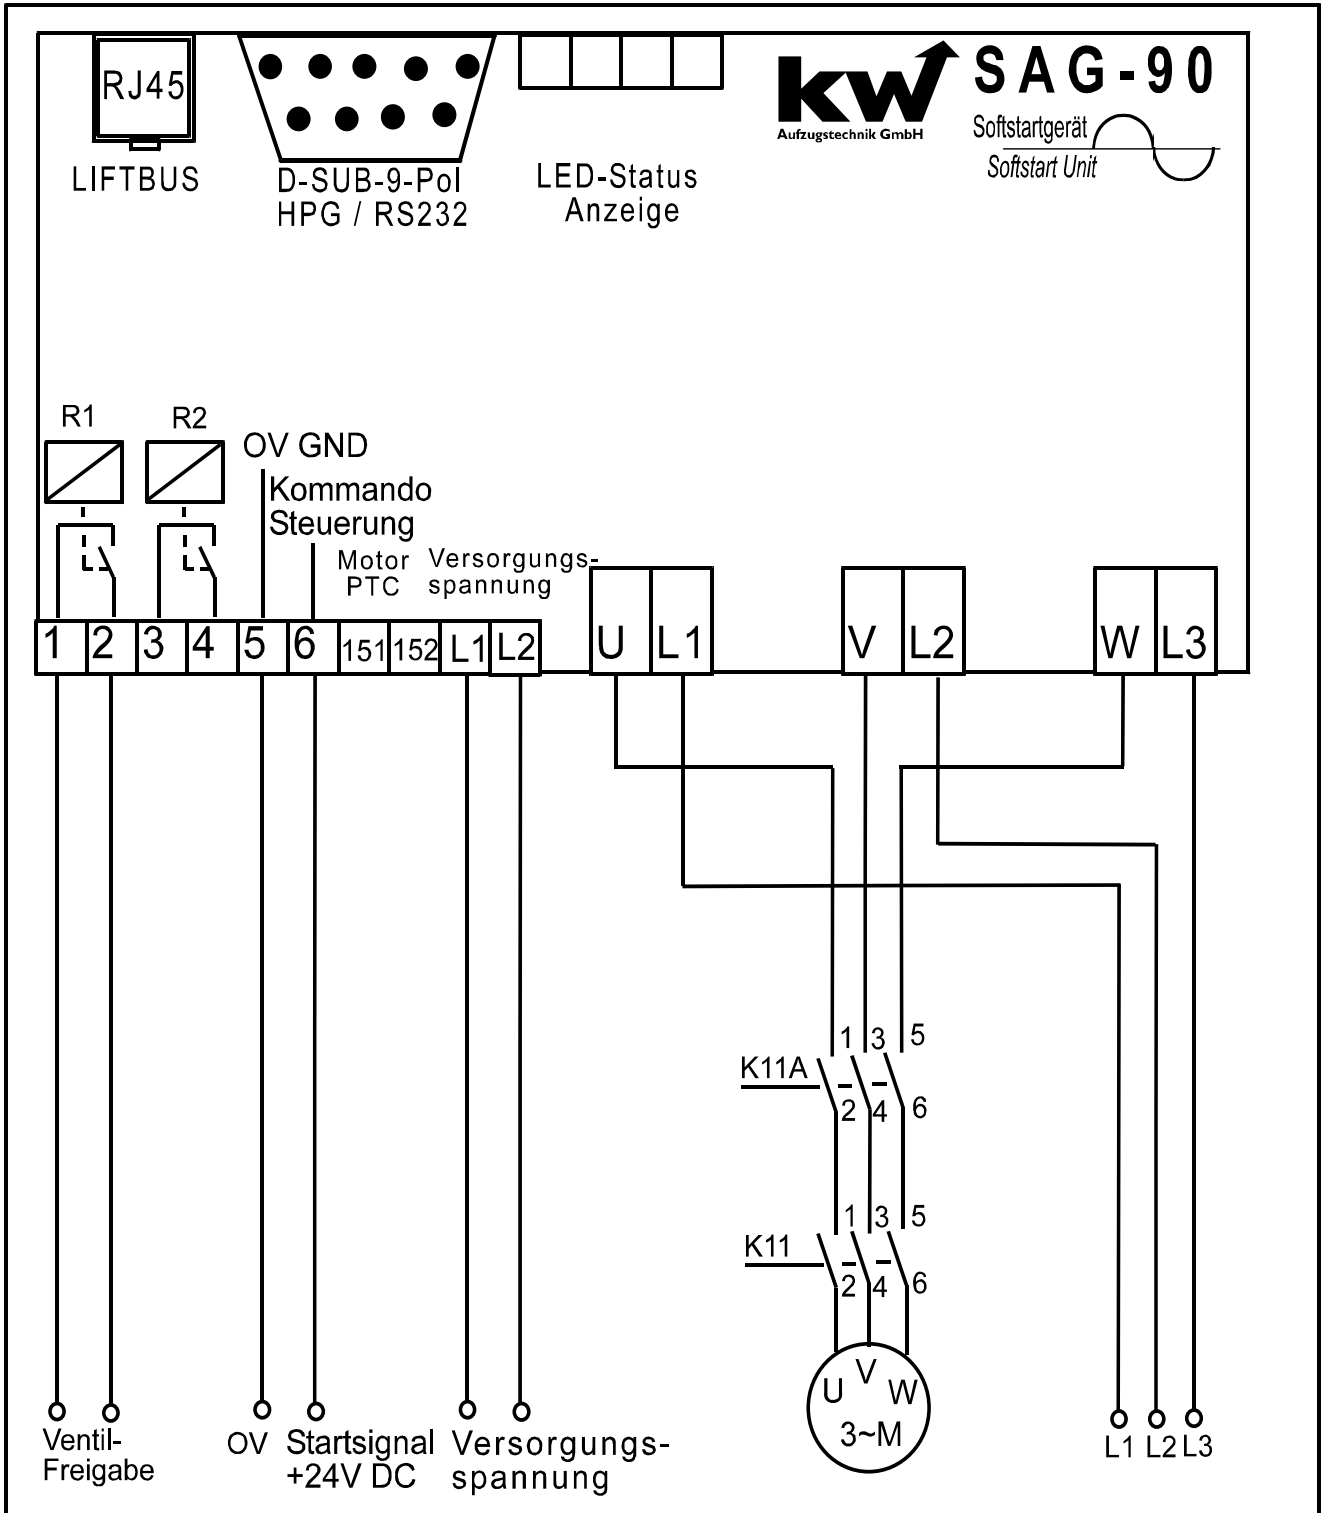 RJ45
LIFTBUS
D-SUB-9-Pol
HPG / RS232
LED-Status
Anzeige
kw
Aufzugstechnik GmbH
SAG-90
Softstartgerät
Softstart Unit
R1
R2
OV GND
Kommando
Steuerung
Motor
PTC
Versorgungs-
spannung
1 2 3 4 5 6 151 152 L1 L2
U L1
V L2
W L3
1 3 5
K11A
2 4 6
1 3 5
K11
2 4 6
U V W
3~M
Ventil-
Freigabe
OV
Startsignal
+24V DC
Versorgungs-
spannung
L1 L2 L3